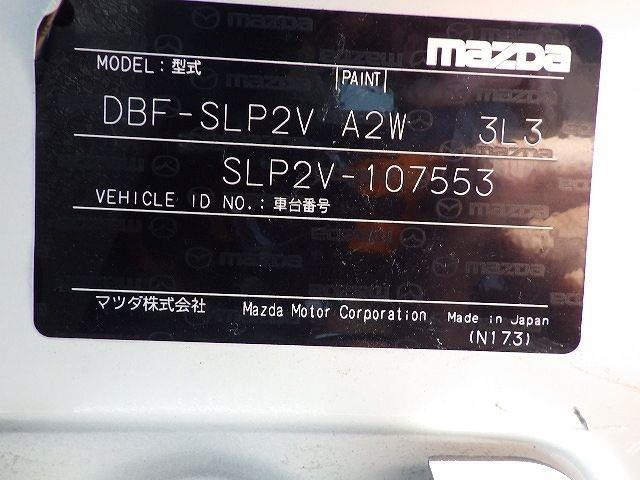 mazda
MODEL:型式 |PAINT|
DBF-SLP2V A2W 3L3
SLP2V-107553
VEHICLE ID NO.:車台番号
マツダ株式会社 Mazda Motor Corporation Made in Japan
(N173)